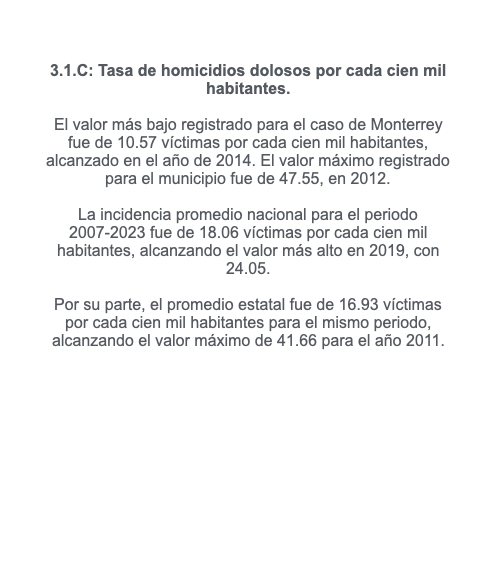 3.1.C: Tasa de homicidios dolosos por cada cien mil
habitantes.
El valor más bajo registrado para el caso de Monterrey
fue de 10.57 víctimas por cada cien mil habitantes,
alcanzado en el año de 2014. El valor máximo registrado
para el municipio fue de 47.55, en 2012.
La incidencia promedio nacional para el periodo
2007-2023 fue de 18.06 víctimas por cada cien mil
habitantes, alcanzando el valor más alto en 2019, con
24.05.
Por su parte, el promedio estatal fue de 16.93 víctimas
por cada cien mil habitantes para el mismo periodo,
alcanzando el valor máximo de 41.66 para el año 2011.